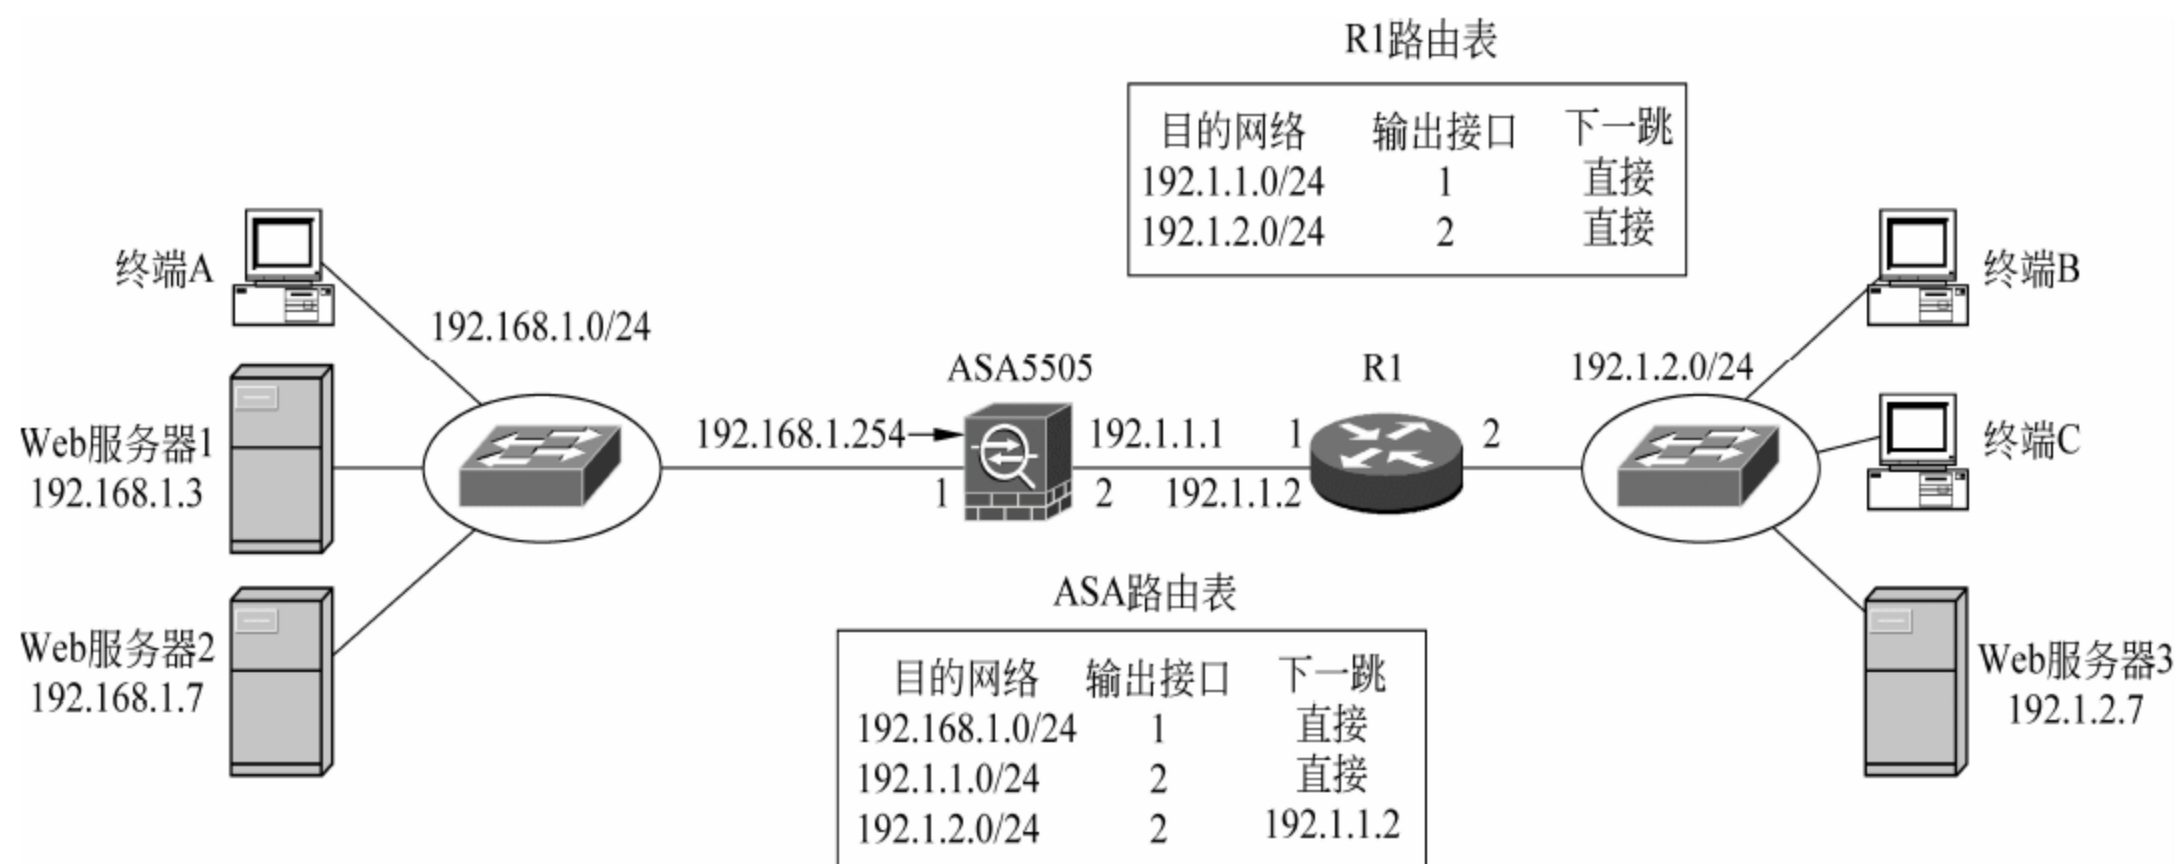 R1路由表
目的网络 输出接口 下一跳
192.1.1.0/24 1 直接
192.1.2.0/24 2 直接
终端A
192.168.1.0/24
终端B
ASA5505
R1
192.1.2.0/24
Web服务器1
192.168.1.3
192.168.1.254
192.1.1.1
1
2
终端C
1
2
192.1.1.2
ASA路由表
目的网络 输出接口 下一跳
192.168.1.0/24 1 直接
192.1.1.0/24 2 直接
192.1.2.0/24 2 192.1.1.2
Web服务器2
192.168.1.7
Web服务器3
192.1.2.7